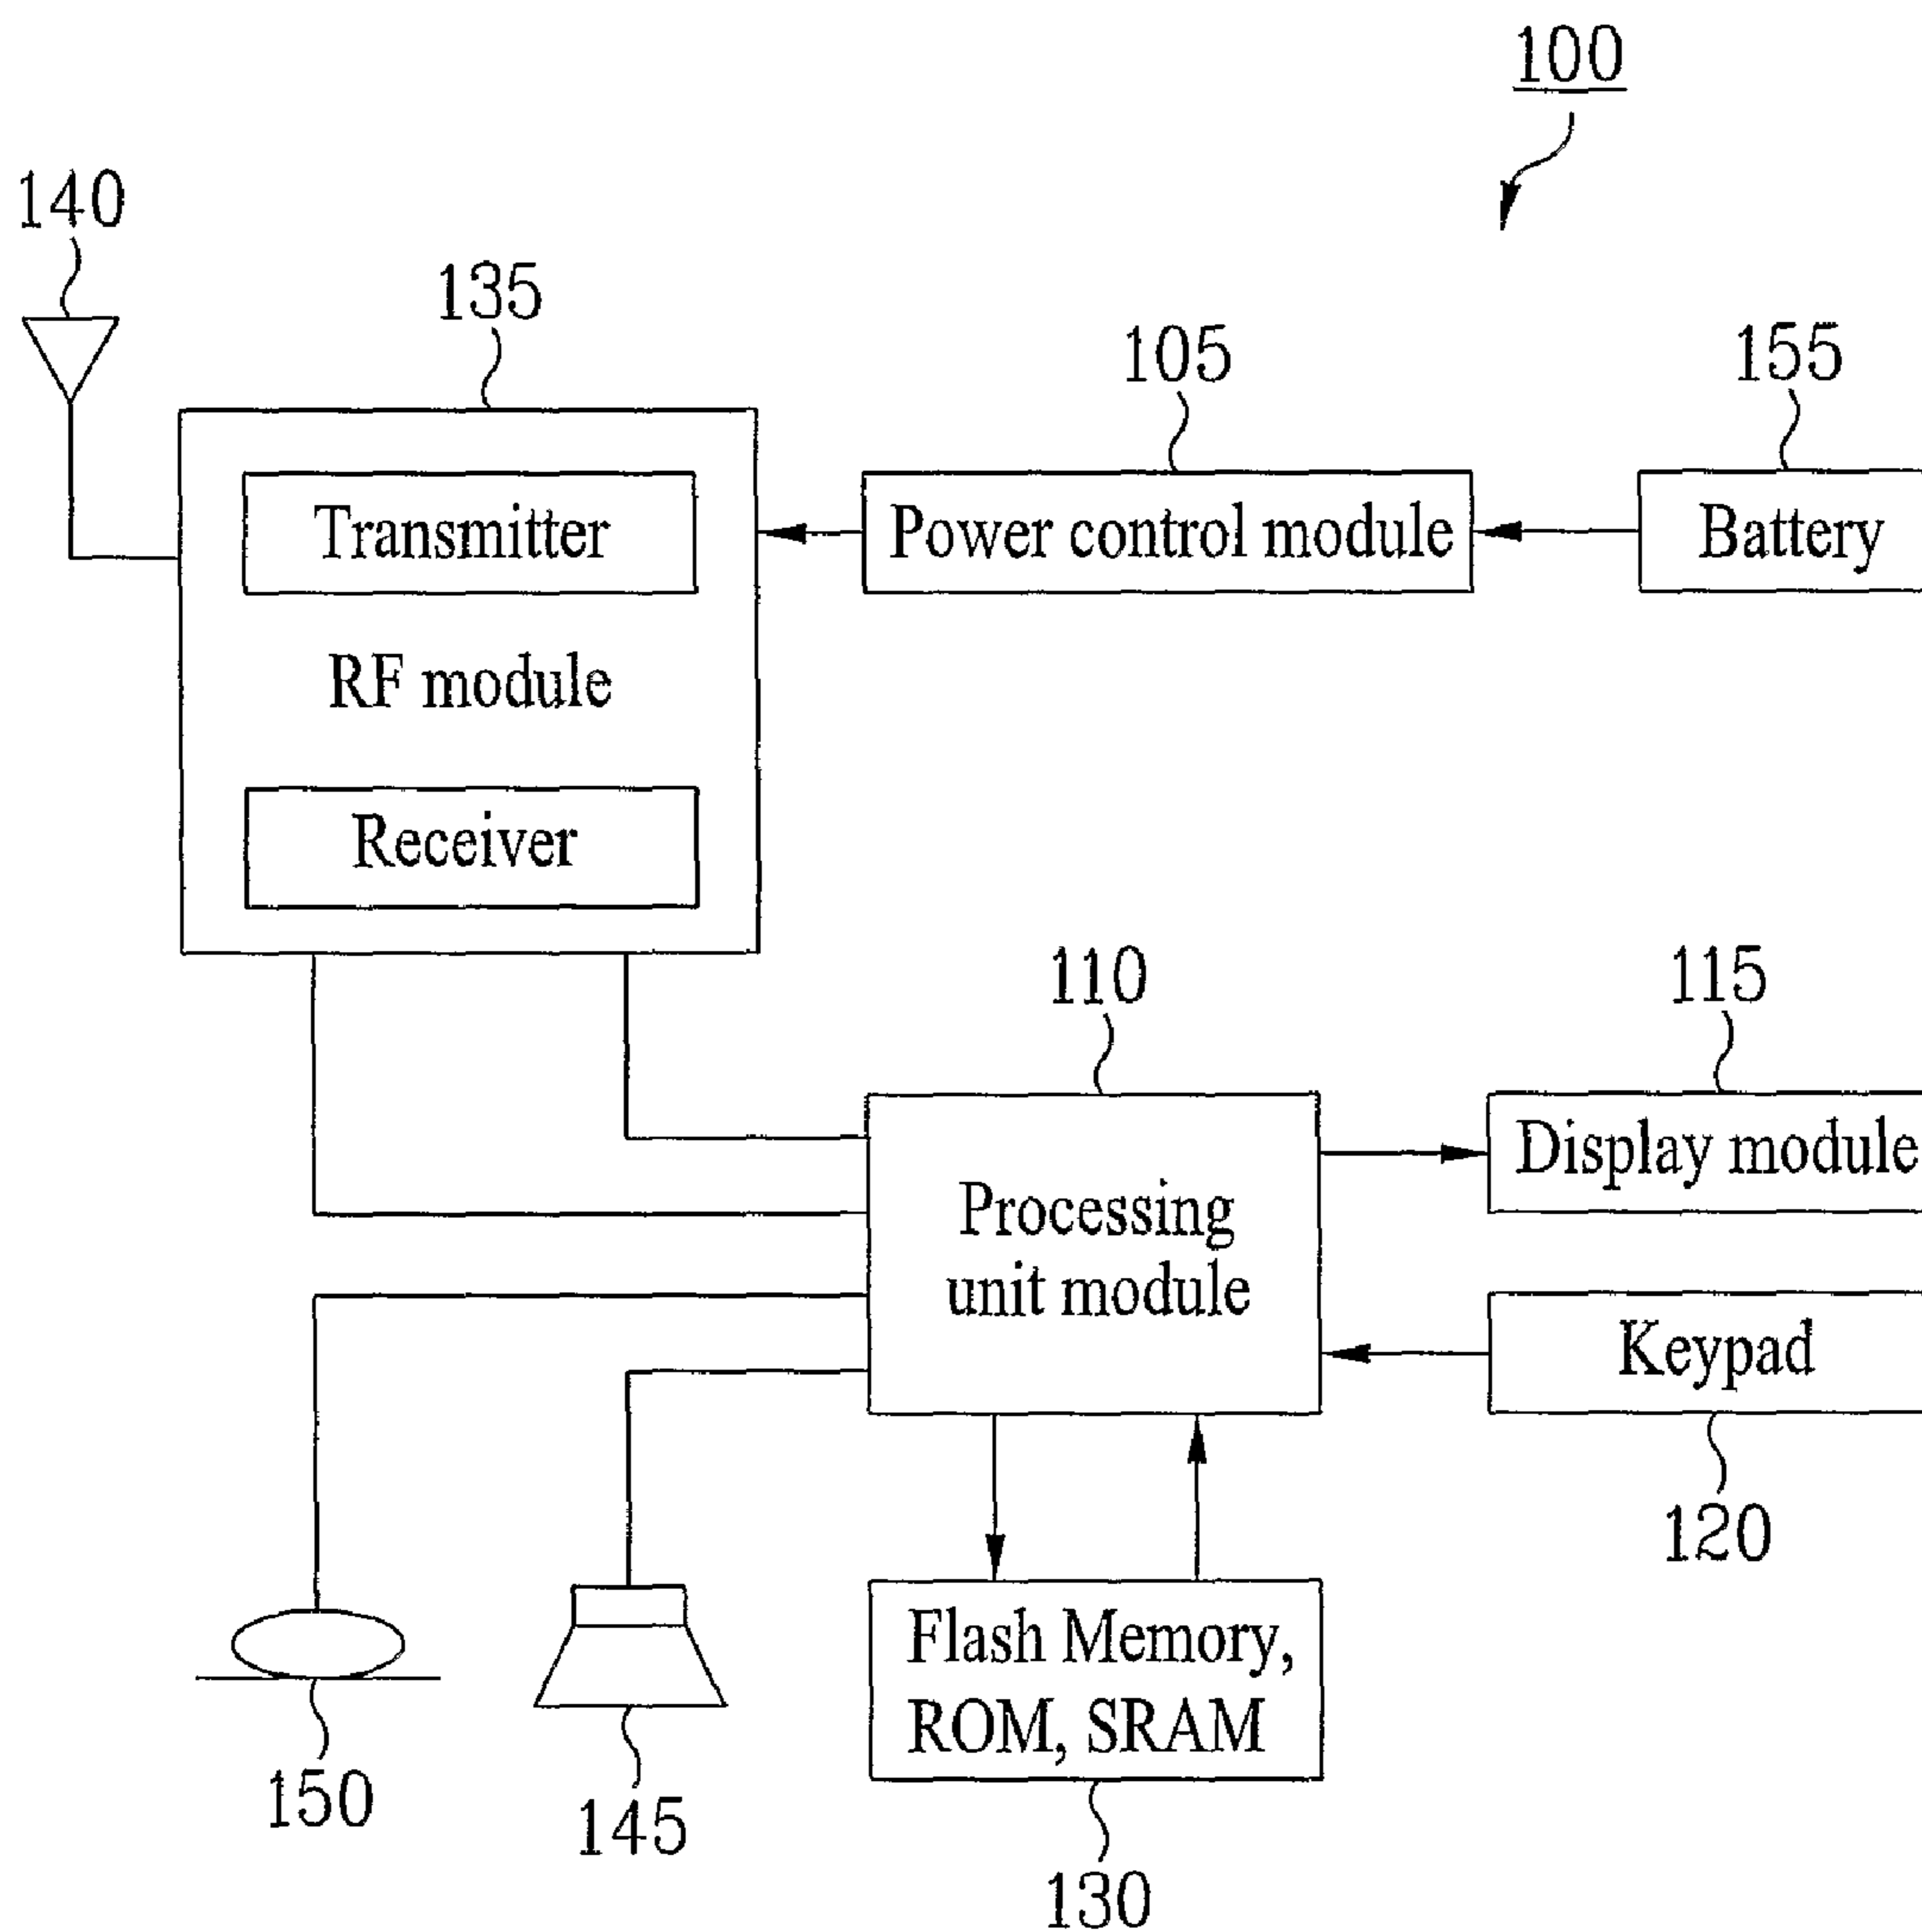 100
140
135
105
155
Transmitter
Power control module
Battery
RF module
Receiver
110
115
Display module
Processing
unit module
Keypad
120
Flash Memory,
ROM, SRAM
150
145
130